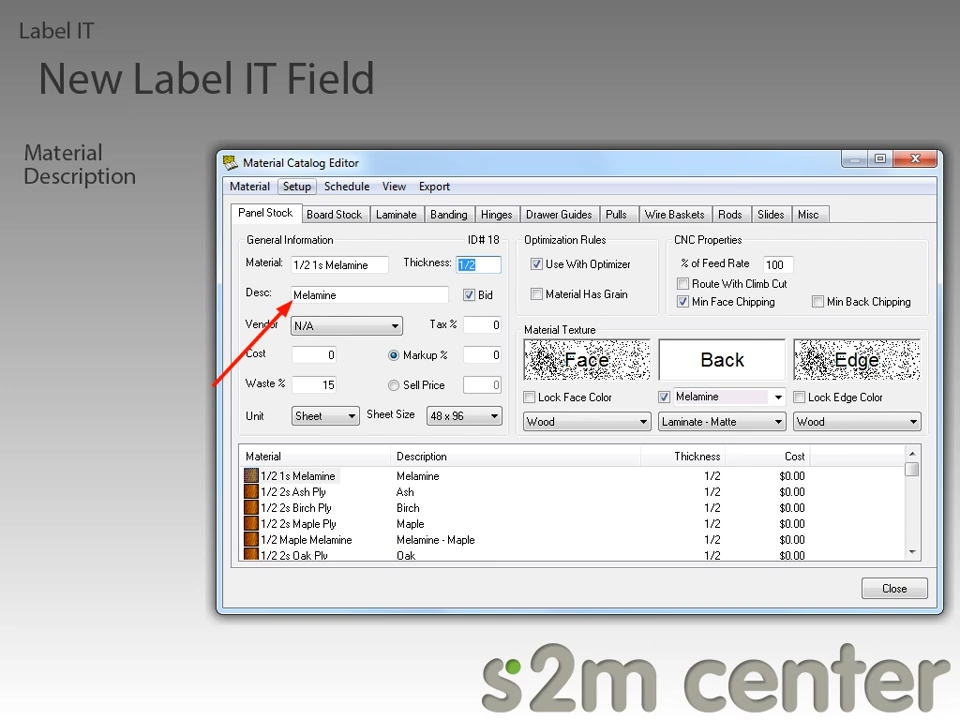 Label IT
New Label IT Field
Material
Description
Material Catalog Editor
Material Setup Schedule View Export
Panel Stock Board Stock Laminate Banding Hinges Drawer Guides Pulls Wire Baskets Rods Slides Misc
General Information ID# 18 Optimization Rules CNC Properties
Material: 1/2 1s Melamine Thickness: 1/2 Use With Optimizer % of Feed Rate 100
Route With Climb Cut
Desc: Melamine Bid Material Has Grain Min Face Chipping Min Back Chipping
Vendor N/A Tax % 0 Material Texture
Cost 0 Markup % 0 Face Back Edge
Waste % 15 Sell Price 0 Lock Face Color Melamine Lock Edge Color
Unit Sheet Sheet Size 48 x 96 Wood Laminate - Matte Wood
Material Description Thickness Cost
1/2 1s Melamine Melamine 1/2 $0.00
1/2 2s Ash Ply Ash 1/2 $0.00
1/2 2s Birch Ply Birch 1/2 $0.00
1/2 2s Maple Ply Maple 1/2 $0.00
1/2 Maple Melamine Melamine - Maple 1/2 $0.00
1/2 2s Oak Ply Oak 1/2 $0.00
Close
s2m center